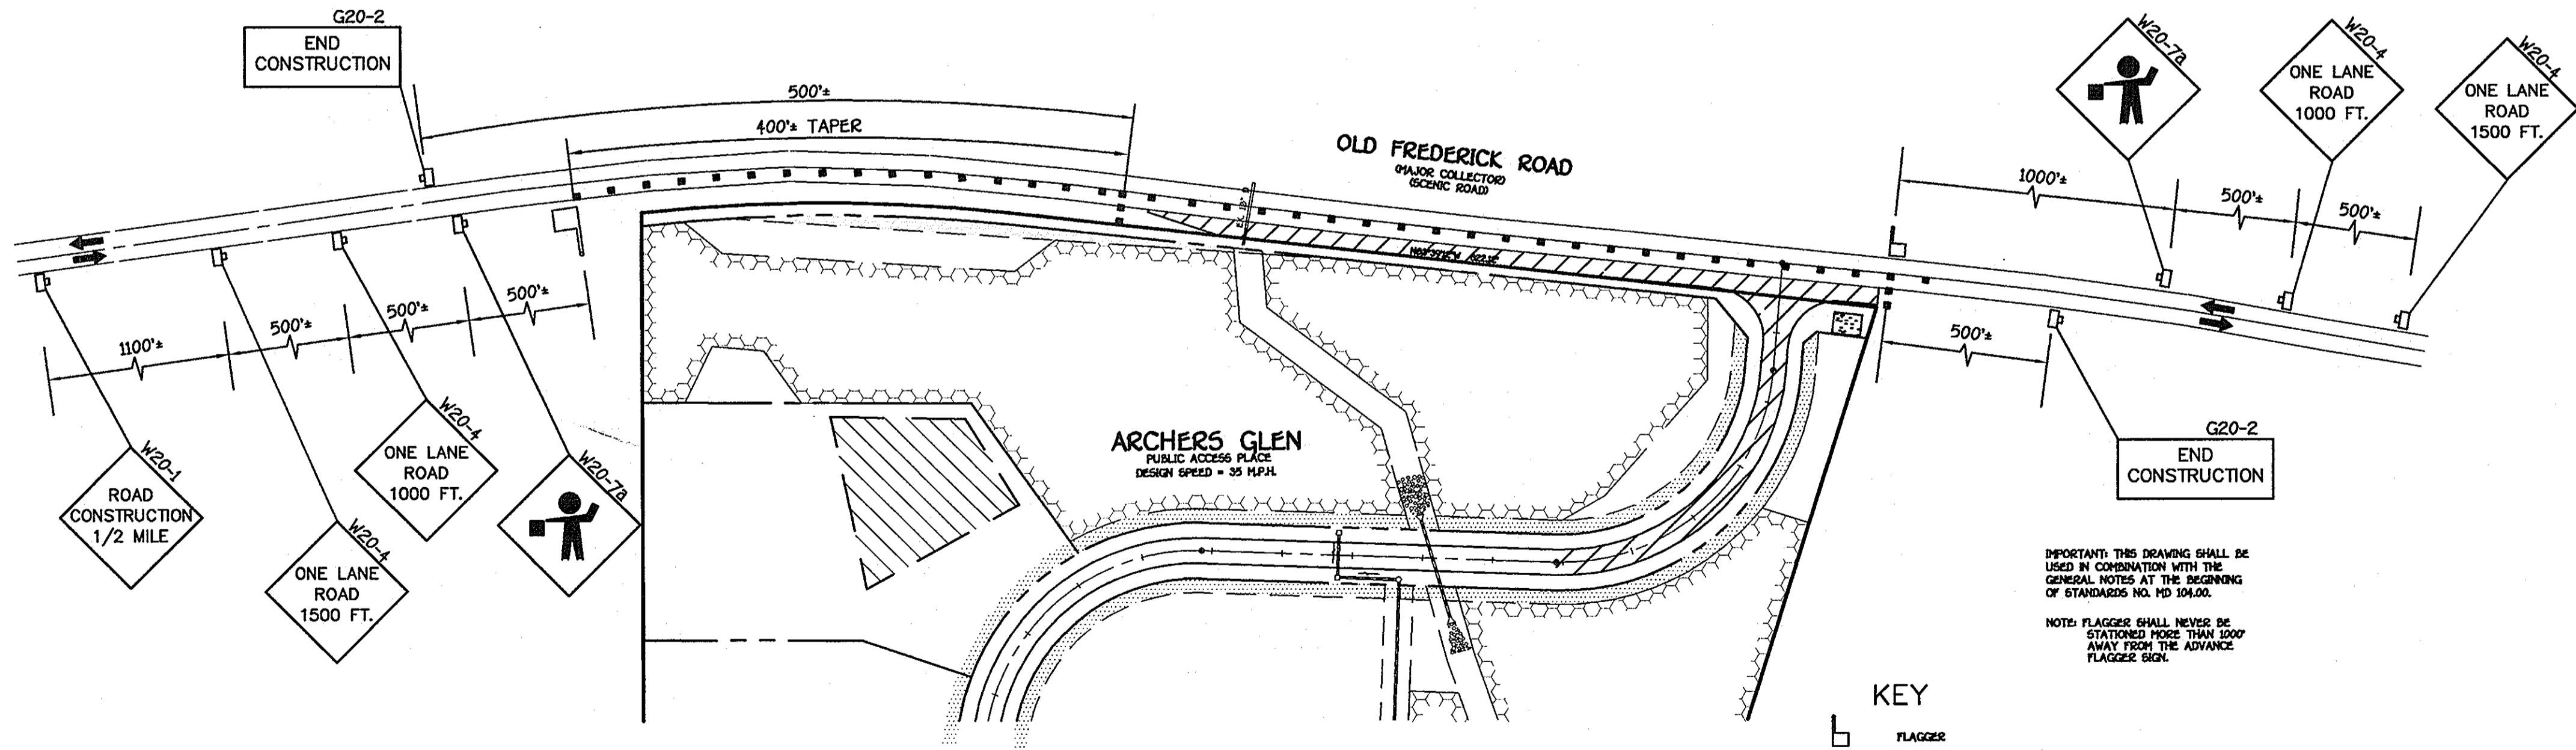 G20-2
END
CONSTRUCTION
500'±
400'± TAPER
OLD FREDERICK ROAD
(MAJOR COLLECTOR)
(SCENIC ROAD)
W20-7a
W20-4
ONE LANE
ROAD
1000 FT.
W20-4
ONE LANE
ROAD
1500 FT.
1000'±
500'±
500'±
1100'±
500'±
500'±
500'±
500'±
W20-1
ROAD
CONSTRUCTION
1/2 MILE
W20-4
ONE LANE
ROAD
1500 FT.
W20-4
ONE LANE
ROAD
1000 FT.
W20-7a
ARCHERS GLEN
PUBLIC ACCESS PLACE
DESIGN SPEED = 35 M.P.H.
G20-2
END
CONSTRUCTION
IMPORTANT: THIS DRAWING SHALL BE
USED IN COMBINATION WITH THE
GENERAL NOTES AT THE BEGINNING
OF STANDARDS NO. MD 104.00.
NOTE: FLAGGER SHALL NEVER BE
STATIONED MORE THAN 1000'
AWAY FROM THE ADVANCE
FLAGGER SIGN.
KEY
FLAGGER